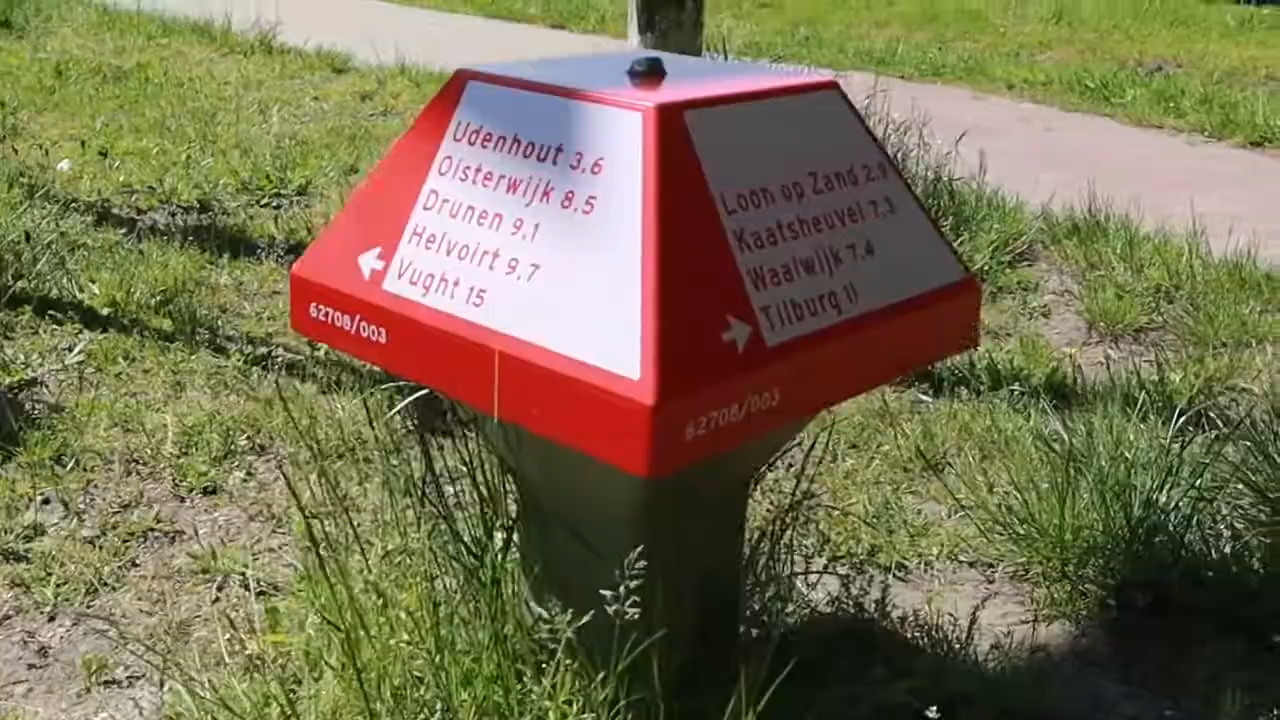 Udenhout 3,6
Oisterwijk 8.5
Drunen 9,1
Helvoirt 9,7
Vught 15
62708/003
Loon op Zand 2.9
Kaatsheuvel 7.3
Waalwijk 7.4
Tilburg 11
62708/003